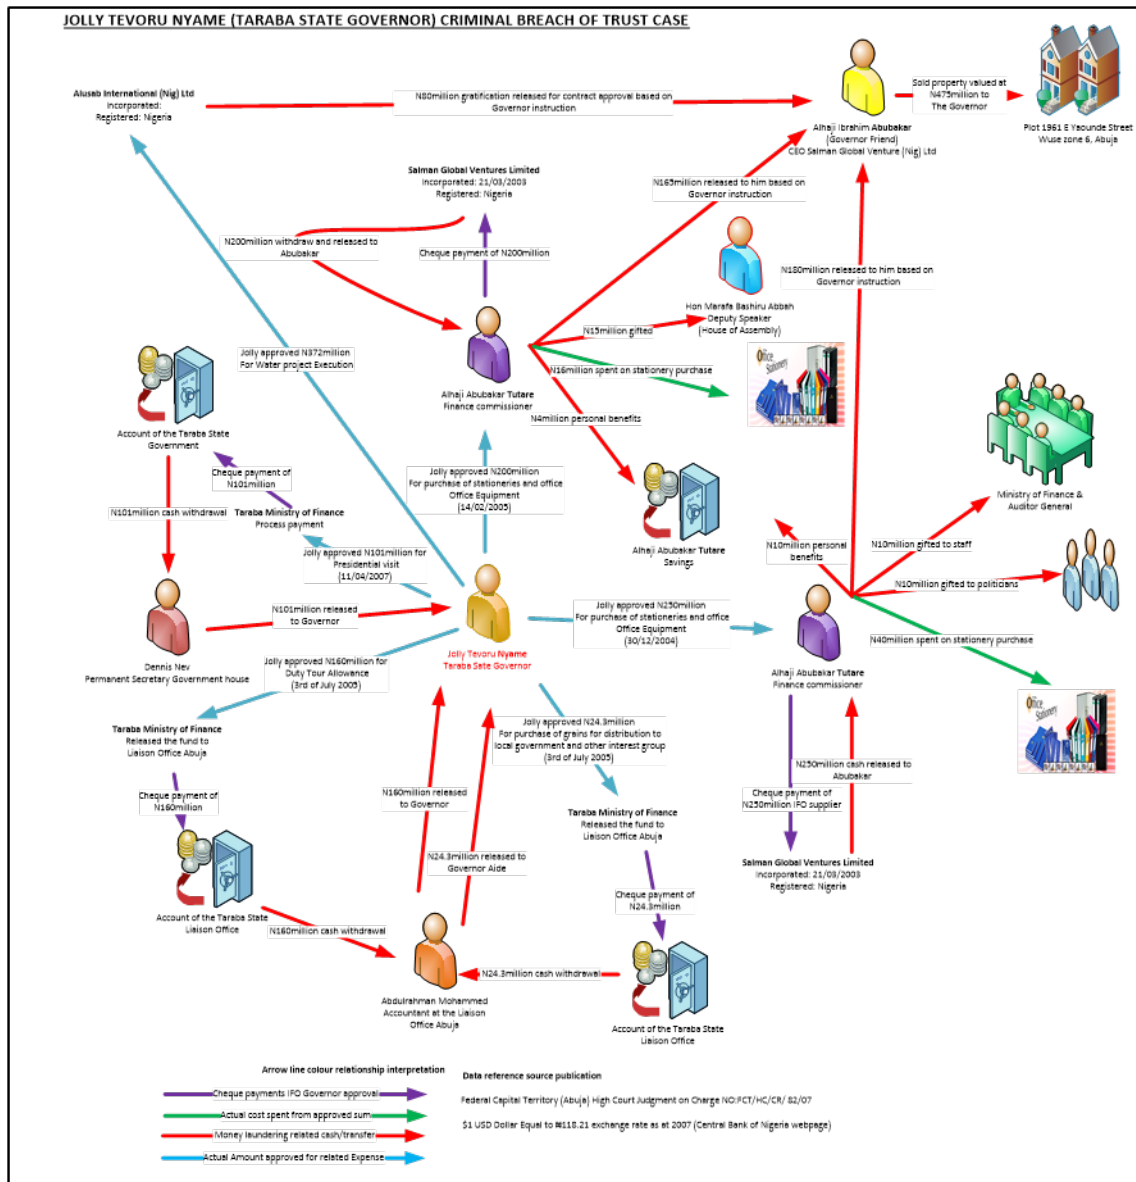 JOLLY TEVORU NYAME (TARABA STATE GOVERNOR) CRIMINAL BREACH OF TRUST CASE
Alusab International (Nig) Ltd
Incorporated:
Registered: Nigeria
N80million gratification released for contract approval based on
Governor instruction
Alhaji Ibrahim Abubakar
(Governor Friend)
CEO Salman Global Venture (Nig) Ltd
Sold property valued at
N475million to
The Governor
Plot 1961 E Yaounde Street
Wuse zone 6, Abuja
Salman Global Ventures Limited
Incorporated: 21/03/2003
Registered: Nigeria
N165million released to him based on
Governor instruction
N200million withdraw and released to
Abubakar
Cheque payment of N200million
N180million released to him based on
Governor instruction
Hon Marafa Bashiru Abbah
Deputy Speaker
(House of Assembly)
N15million gifted
Jolly approved N372million
For Water project Execution
N16million spent on stationery purchase
Office
Stationery
Alhaji Abubakar Tutare
Finance commissioner
N4million personal benefits
Account of the Taraba State
Government
Cheque payment of
N101million
Jolly approved N200million
For purchase of stationeries and office
Office Equipment
(14/02/2005)
Alhaji Abubakar Tutare
Savings
Ministry of Finance &
Auditor General
N101million cash withdrawal
Taraba Ministry of Finance
Process payment
Jolly approved N101million for
Presidential visit
(11/04/2007)
N10million personal
benefits
N10million gifted to staff
N10million gifted to politicians
N101million released
to Governor
Jolly approved N250million
For purchase of stationeries and office
Office Equipment
(30/12/2004)
N40million spent on stationery purchase
Dennis Nev
Permanent Secretary Government house
Jolly Tevoru Nyame
Taraba Sate Governor
Jolly approved N160million for
Duty Tour Allowance
(3rd of July 2005)
Alhaji Abubakar Tutare
Finance commissioner
Office
Stationery
Taraba Ministry of Finance
Released the fund to
Liaison Office Abuja
Jolly approved N24.3million
For purchase of grains for distribution to
local government and other interest group
(3rd of July 2005)
N250million cash released to
Abubakar
Cheque payment of
N160million
N160million released
to Governor
Cheque payment of
N250million IFO supplier
Taraba Ministry of Finance
Released the fund to
Liaison Office Abuja
N24.3million released to
Governor Aide
Salman Global Ventures Limited
Incorporated: 21/03/2003
Registered: Nigeria
Cheque payment of
N24.3million
Account of the Taraba State
Liaison Office
N160million cash withdrawal
N24.3million cash withdrawal
Abdulrahman Mohammed
Accountant at the Liaison
Office Abuja
Account of the Taraba State
Liaison Office
Arrow line colour relationship interpretation
Cheque payments IFO Governor approval
Actual cost spent from approved sum
Money laundering related cash/transfer
Actual Amount approved for related Expense
Data reference source publication
Federal Capital Territory (Abuja) High Court Judgment on Charge NO:FCT/HC/CR/ 82/07
$1 USD Dollar Equal to ₦118.21 exchange rate as at 2007 (Central Bank of Nigeria webpage)